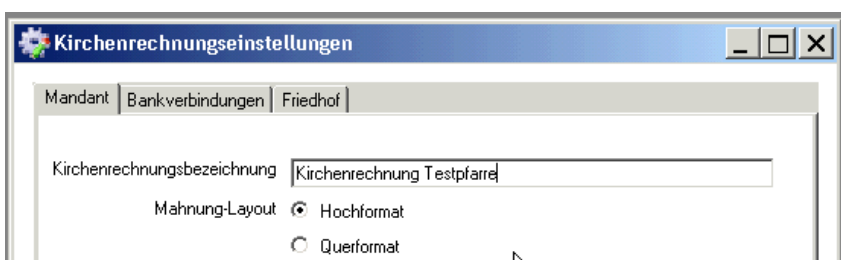 Kirchenrechnungseinstellungen
Mandant Bankverbindungen Friedhof
Kirchenrechnungsbezeichnung Kirchenrechnung Testpfarre
Mahnung-Layout Hochformat
Querformat